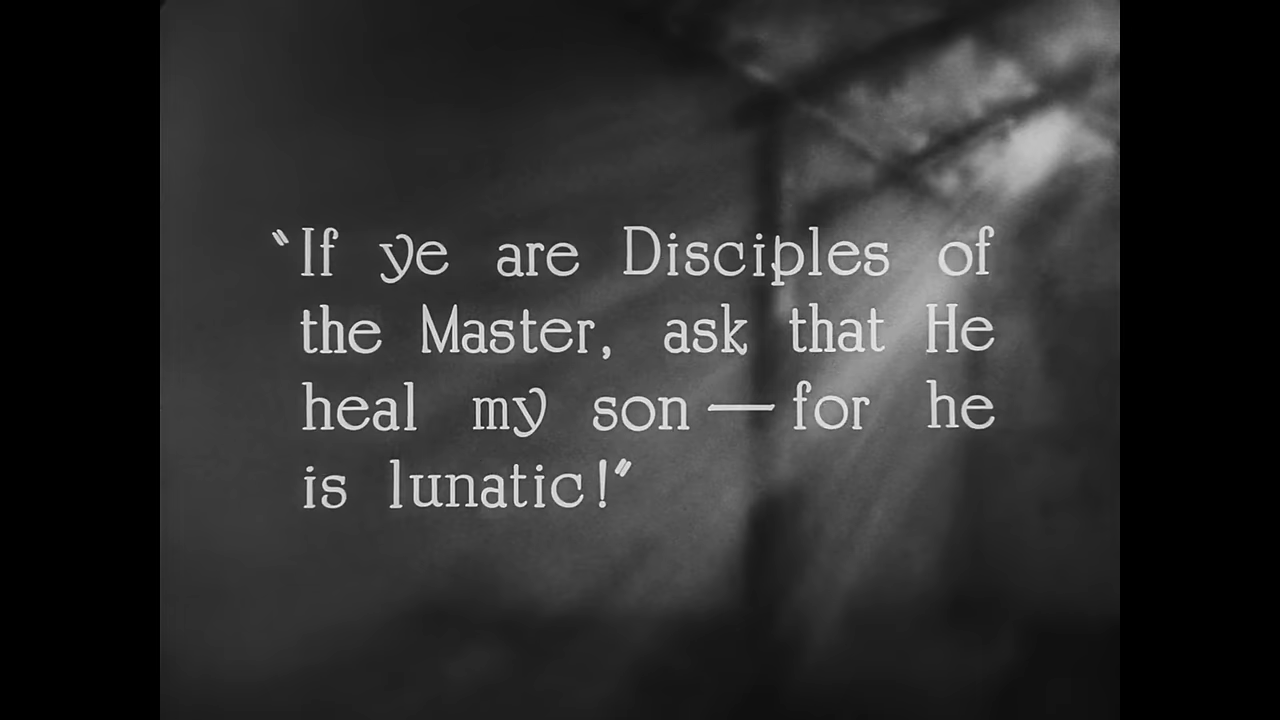 “If ye are Disciples of
the Master, ask that He
heal my son — for he
is lunatic!”